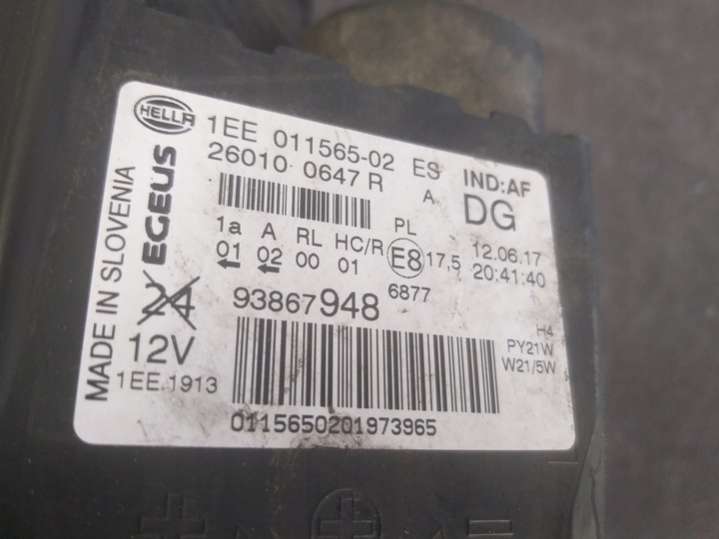 HELLA
1EE 011565-02 ES
IND:AF
26010 0647 R
A
DG
EGEUS
MADE IN SLOVENIA
1a A RL HC/R PL
01 02 00 01 E8 17,5
12.06.17
20:41:40
6877
24
93867948
12V
H4
PY21W
W21/5W
1EE.1913
0115650201973965